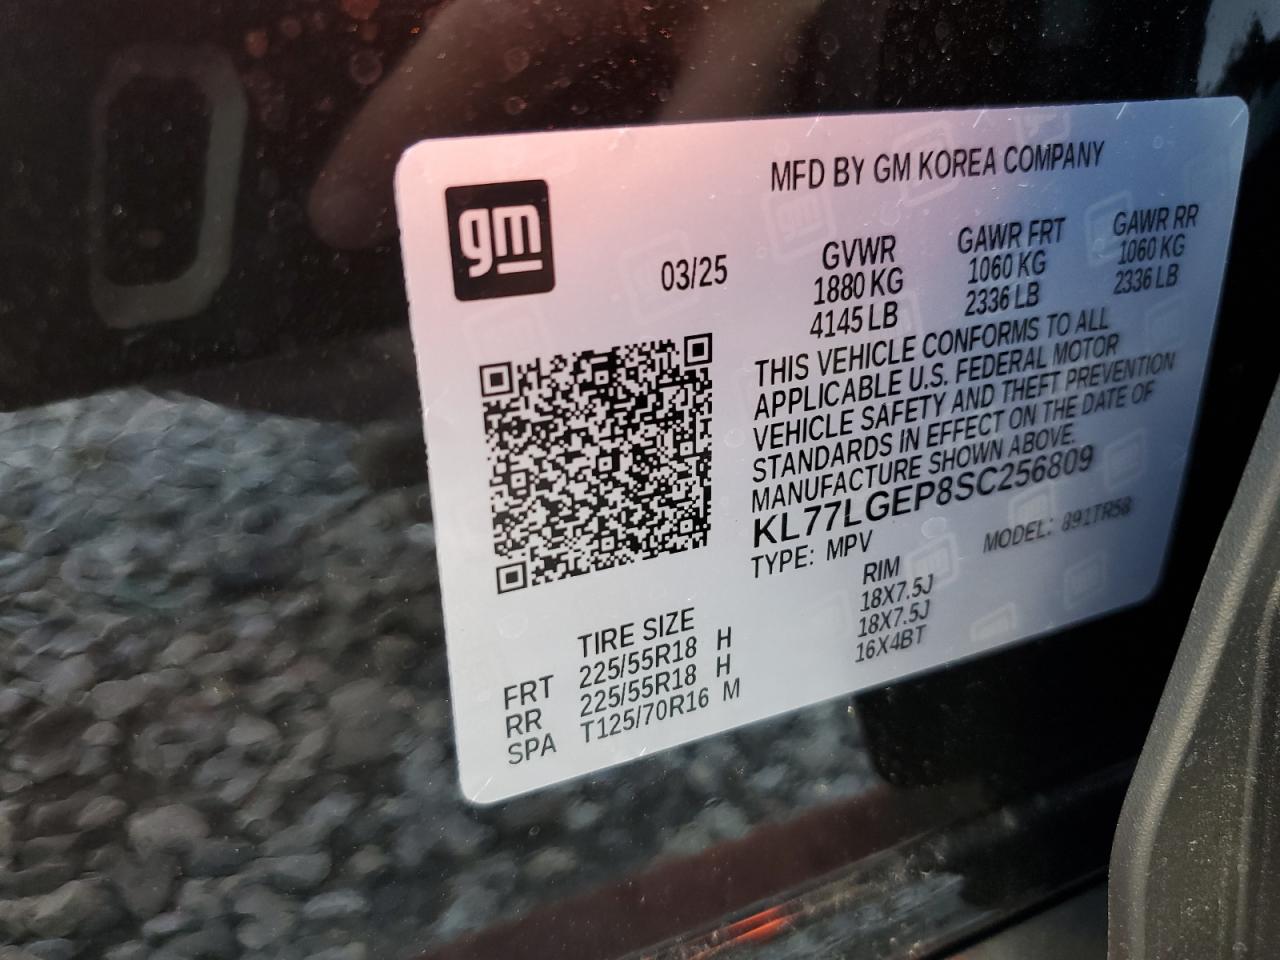 gm
MFD BY GM KOREA COMPANY
03/25
GVWR GAWR FRT GAWR RR
1880 KG 1060 KG 1060 KG
4145 LB 2336 LB 2336 LB
THIS VEHICLE CONFORMS TO ALL
APPLICABLE U.S. FEDERAL MOTOR
VEHICLE SAFETY AND THEFT PREVENTION
STANDARDS IN EFFECT ON THE DATE OF
MANUFACTURE SHOWN ABOVE.
KL77LGEP8SC256809
TYPE: MPV MODEL:
TIRE SIZE RIM
FRT 225/55R18 H 18X7.5J
RR 225/55R18 H 18X7.5J
SPA T125/70R16 M 16X4BT